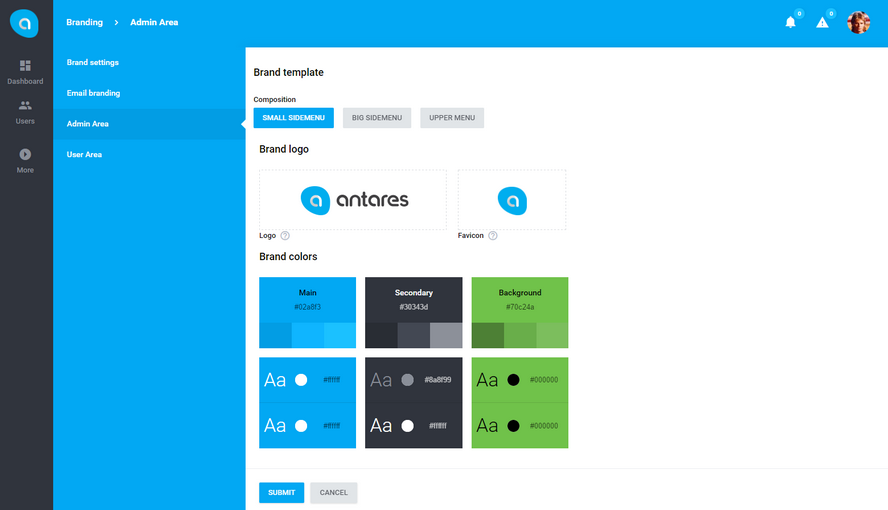 Branding > Admin Area
0
0
Dashboard
Users
More
Brand settings
Email branding
Admin Area
User Area
Brand template
Composition
SMALL SIDEMENU
BIG SIDEMENU
UPPER MENU
Brand logo
antares
Logo ?
Favicon ?
Brand colors
Main
#02a8f3
Secondary
#30343d
Background
#70c24a
Aa #ffffff
Aa #8a8f99
Aa #000000
Aa #ffffff
Aa #ffffff
Aa #000000
SUBMIT
CANCEL